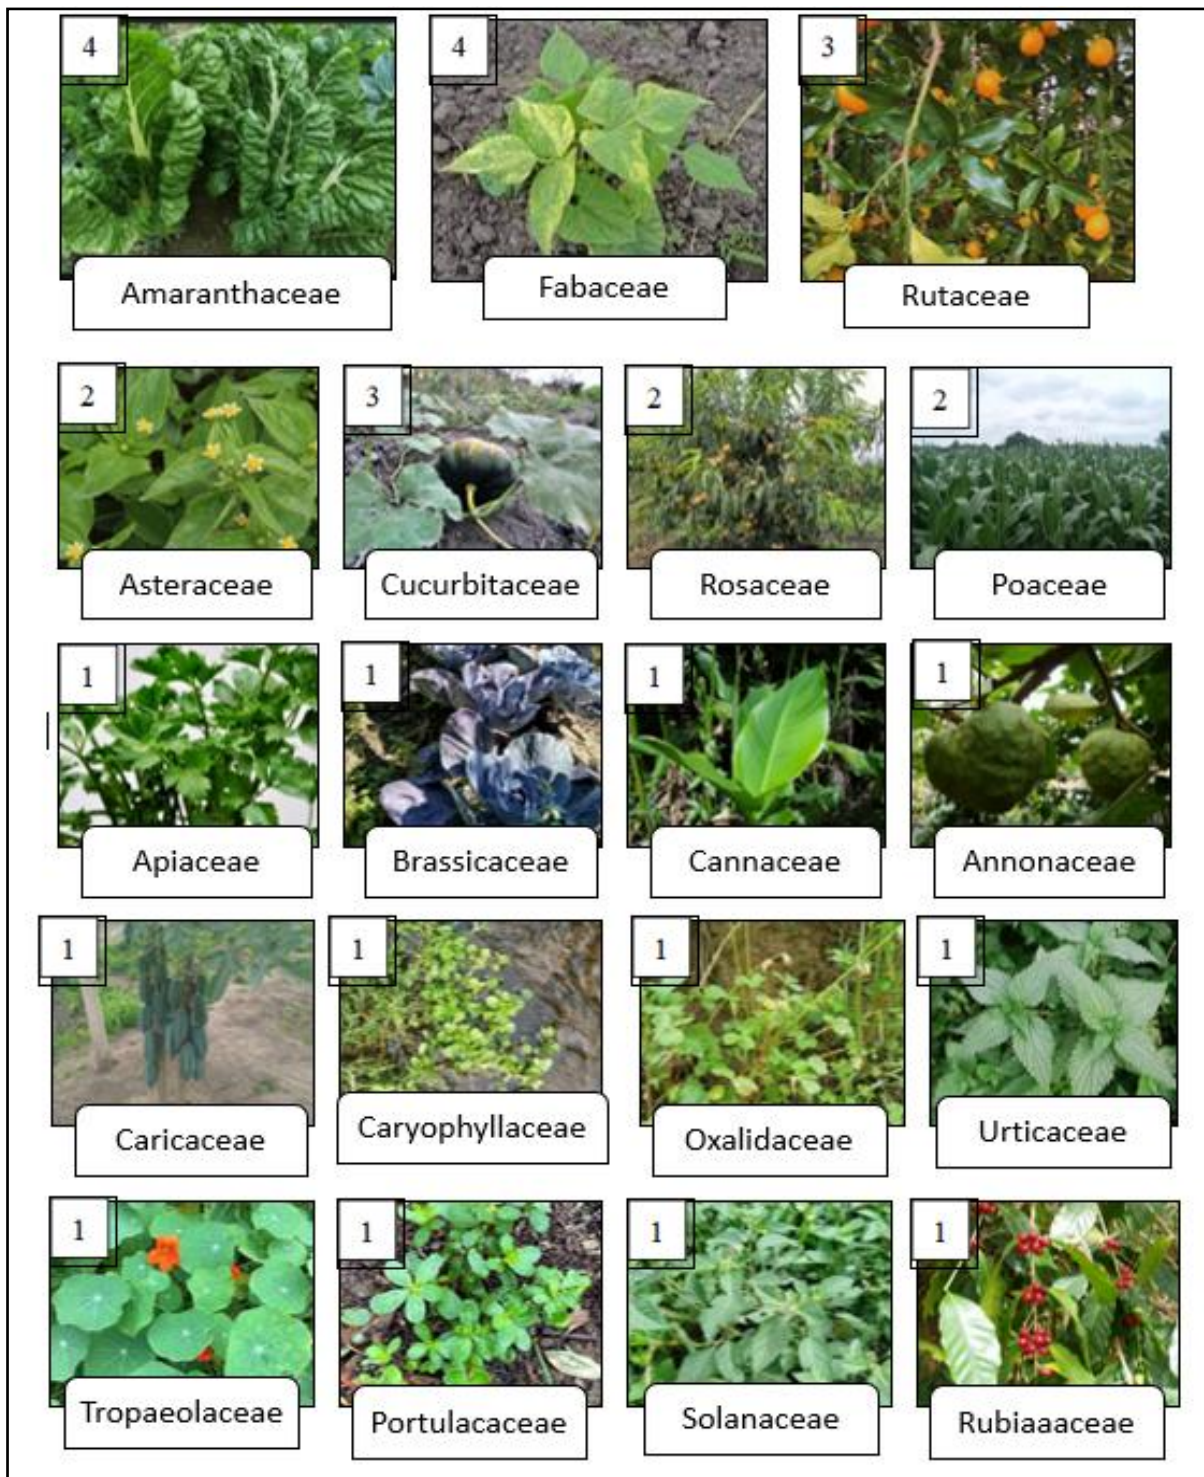 4
4
3
Amaranthaceae
Fabaceae
Rutaceae
2
3
2
2
Asteraceae
Cucurbitaceae
Rosaceae
Poaceae
1
1
1
1
Apiaceae
Brassicaceae
Cannaceae
Annonaceae
1
1
1
1
Caricaceae
Caryophyllaceae
Oxalidaceae
Urticaceae
1
1
1
1
Tropaeolaceae
Portulacaceae
Solanaceae
Rubiaaaceae